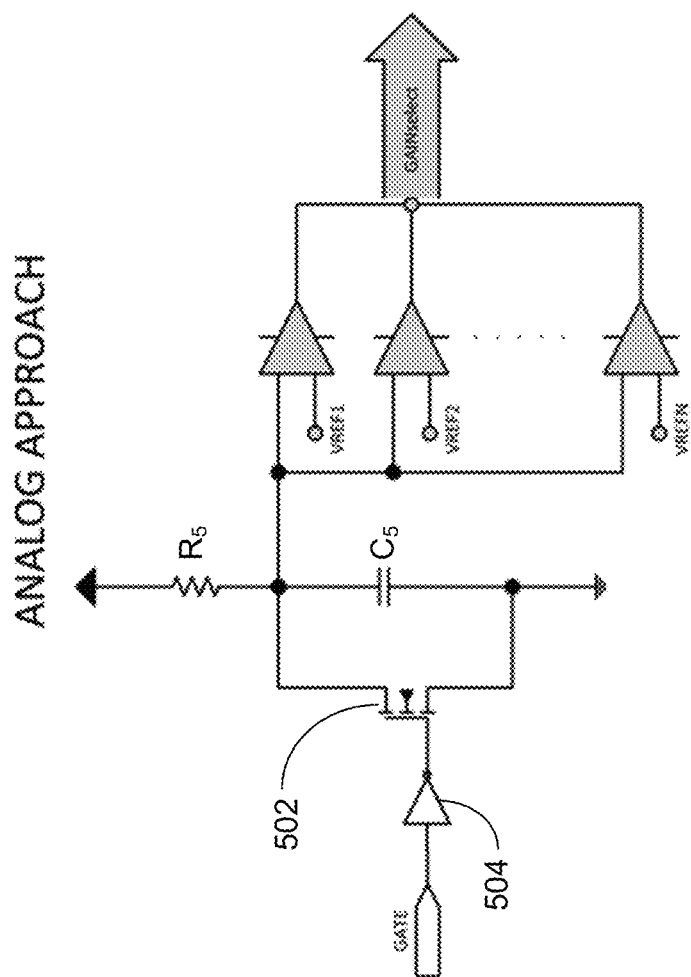 ANALOG APPROACH
GATE
504
502
R5
C5
VREF1
VREF2
VREFN
GAINselect